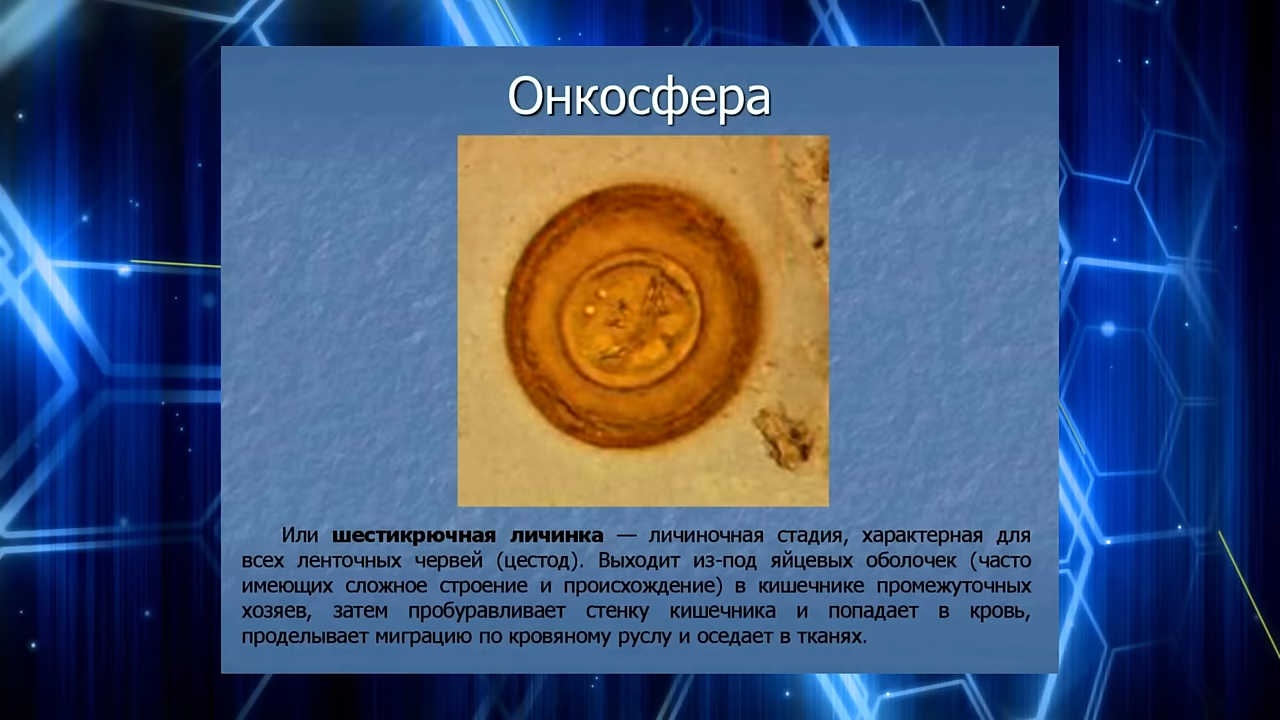 Онкосфера
Или шестикрючная личинка — личиночная стадия, характерная для
всех ленточных червей (цестод). Выходит из-под яйцевых оболочек (часто
имеющих сложное строение и происхождение) в кишечнике промежуточных
хозяев, затем пробуравливает стенку кишечника и попадает в кровь,
проделывает миграцию по кровяному руслу и оседает в тканях.